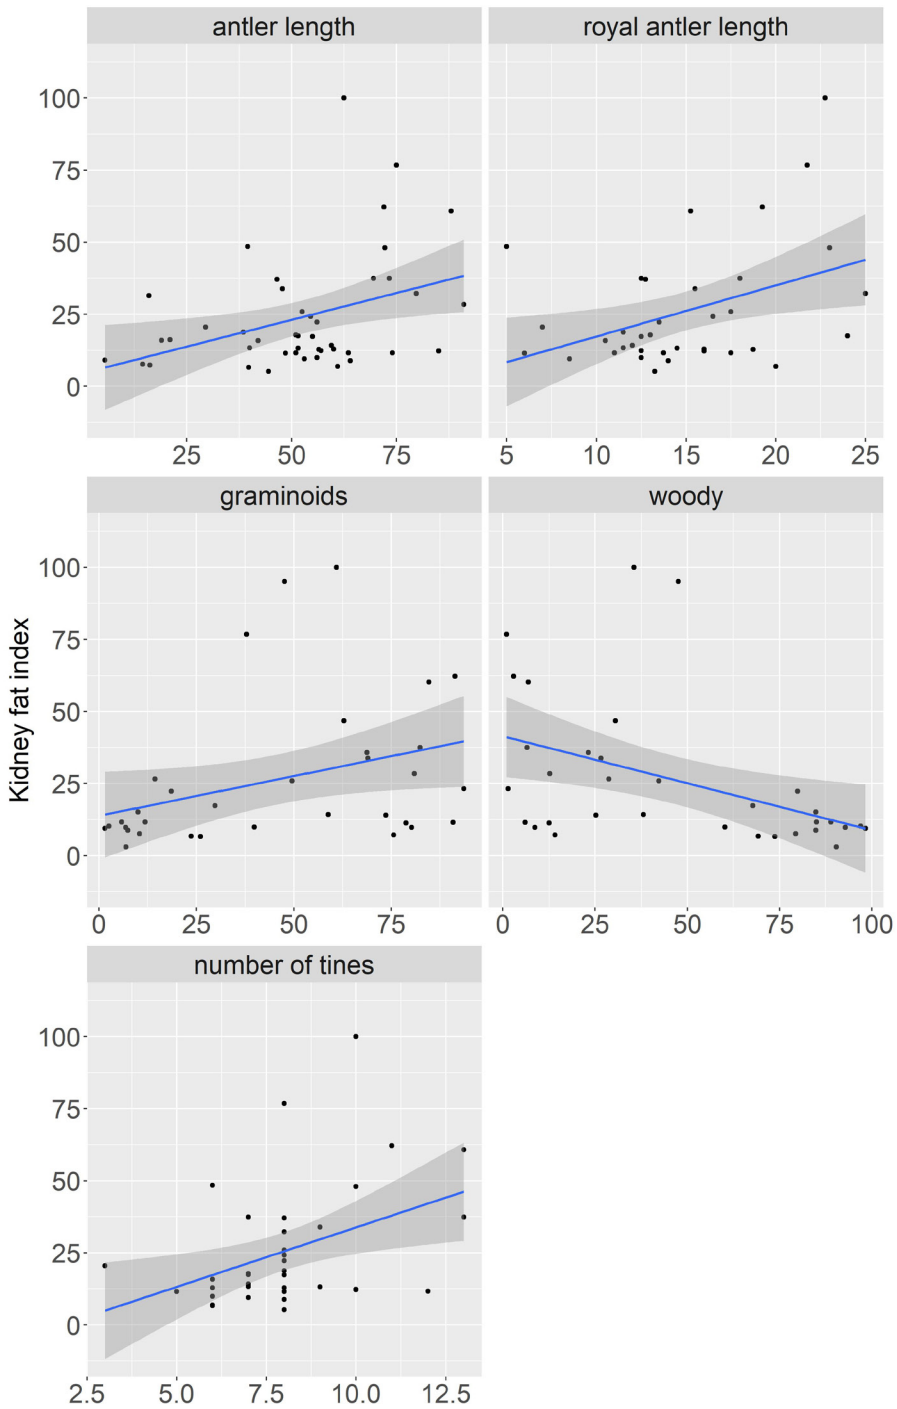 antler length royal antler length
100
75
50
25
0
25 50 75 5 10 15 20 25
graminoids woody
100
75
50
25
0
0 25 50 75 0 25 50 75 100
Kidney fat index
number of tines
100
75
50
25
0
2.5 5.0 7.5 10.0 12.5